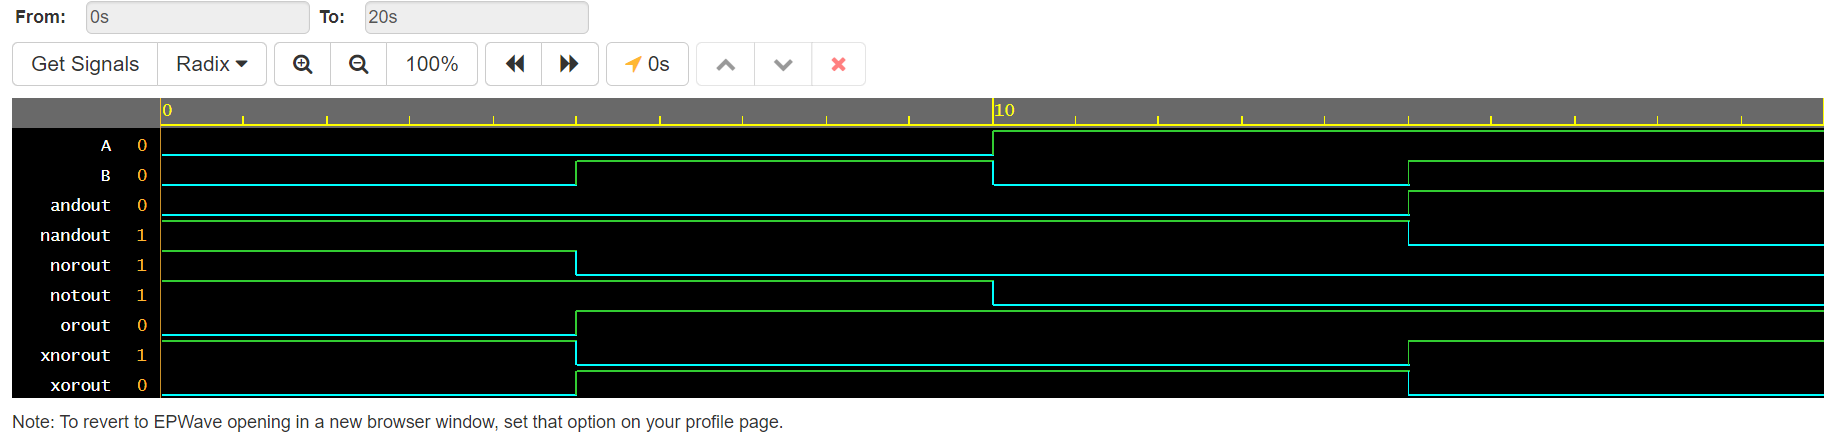 From: 0s To: 20s
Get Signals Radix 100% 0s
0 10
A 0
B 0
andout 0
nandout 1
norout 1
notout 1
orout 0
xnorout 1
xorout 0
Note: To revert to EPWave opening in a new browser window, set that option on your profile page.